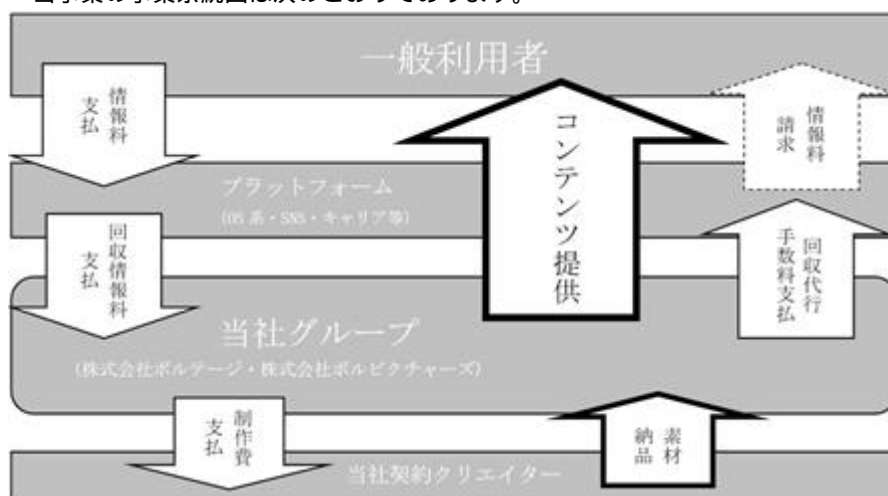 当事業の事業系統図は次のとおりであります。
一般利用者
情報料
支払
コンテンツ提供
情報料
請求
プラットフォーム
(OS 系・SNS・キャリア等)
回収情報料
支払
回収代行
手数料支払
当社グループ
(株式会社ボルテージ・株式会社ボルピクチャーズ)
制作費
支払
素材
納品
当社契約クリエイター